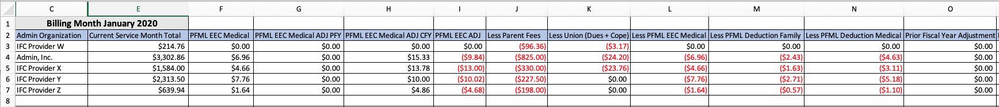 C E F G H I J K L M N O
1 Billing Month January 2020
2 Admin Organization Current Service Month Total PFML EEC Medical PFML EEC Medical ADJ PFY PFML EEC Medical ADJ CFY PFML EEC ADJ Less Parent Fees Less Union (Dues + Cope) Less PFML EEC Medical Less PFML Deduction Family Less PFML Deduction Medical Prior Fiscal Year Adjustment
3 IFC Provider W $214.76 $0.00 $0.00 $0.00 $0.00 ($96.36) ($3.17) $0.00 $0.00 $0.00 $0.00
4 Admin, Inc. $3,302.86 $6.96 $0.00 $15.33 ($9.84) ($825.00) ($24.20) ($6.96) ($2.43) ($4.63) $0.00
5 IFC Provider X $1,584.00 $4.66 $0.00 $13.78 ($13.00) ($330.00) ($23.76) ($4.66) ($1.63) ($3.11) $0.00
6 IFC Provider Y $2,313.50 $7.76 $0.00 $10.00 ($10.02) ($227.50) $0.00 ($7.76) ($2.71) ($5.18) $0.00
7 IFC Provider Z $639.94 $1.64 $0.00 $4.86 ($4.68) ($198.00) $0.00 ($1.64) ($0.57) ($1.10) $0.00
8